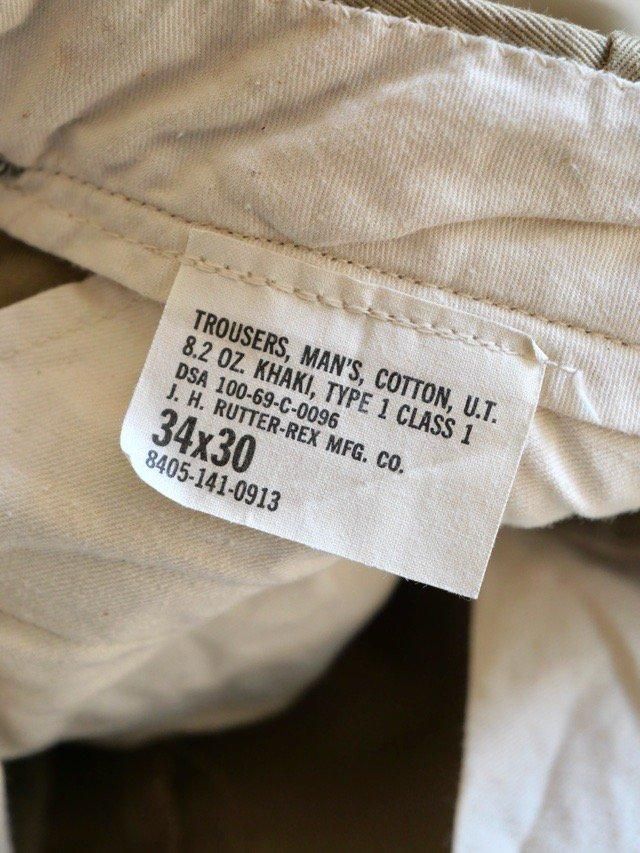 TROUSERS, MAN'S, COTTON, U.T.
8.2 OZ. KHAKI, TYPE 1 CLASS 1
DSA 100-69-C-0096
J. H. RUTTER-REX MFG. CO.
34x30
8405-141-0913